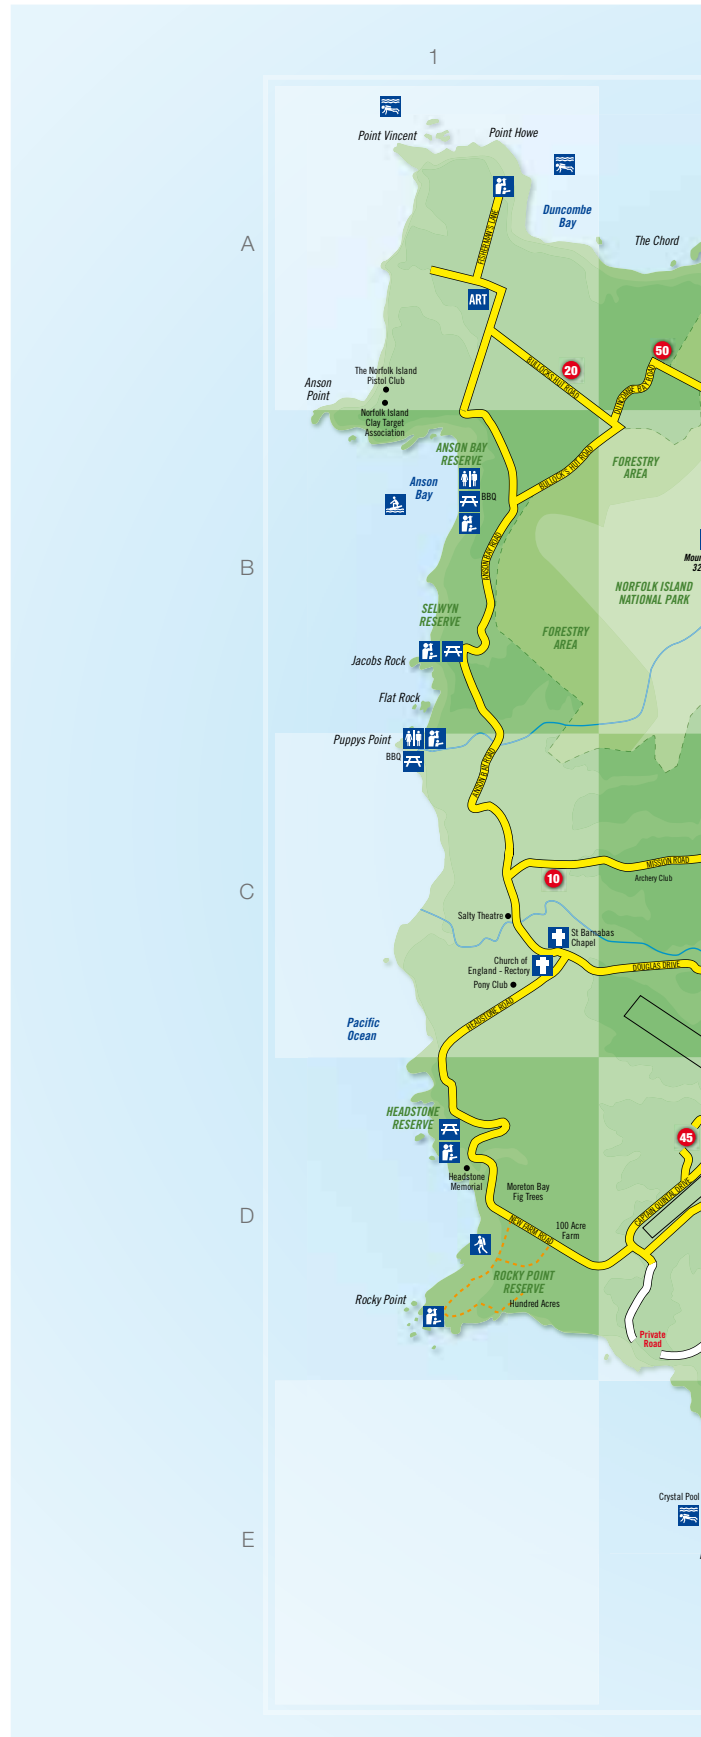 1
Point Vincent
Point Howe
Duncombe
Bay
A
The Chord
FISHERMAN'S LANE
ART
50
20
BULLOCKS HUT ROAD
DUNCOMBE BAY ROAD
The Norfolk Island
Pistol Club
Anson
Point
Norfolk Island
Clay Target
Association
ANSON BAY
RESERVE
BULLOCK'S HUT ROAD
FORESTRY
AREA
Anson
Bay
BBQ
ANSON BAY ROAD
B
NORFOLK ISLAND
NATIONAL PARK
SELWYN
RESERVE
FORESTRY
AREA
Jacobs Rock
Flat Rock
Puppys Point
BBQ
ANSON BAY ROAD
MISSION ROAD
10
Archery Club
C
Salty Theatre
St Barnabas
Chapel
Church of
England - Rectory
DOUGLAS DRIVE
Pony Club
HEADSTONE ROAD
Pacific
Ocean
HEADSTONE
RESERVE
45
Headstone
Memorial
Moreton Bay
Fig Trees
CAPTAIN QUINTAL DRIVE
D
NEW FARM ROAD
100 Acre
Farm
ROCKY POINT
RESERVE
Rocky Point
Hundred Acres
Private
Road
Crystal Pool
E